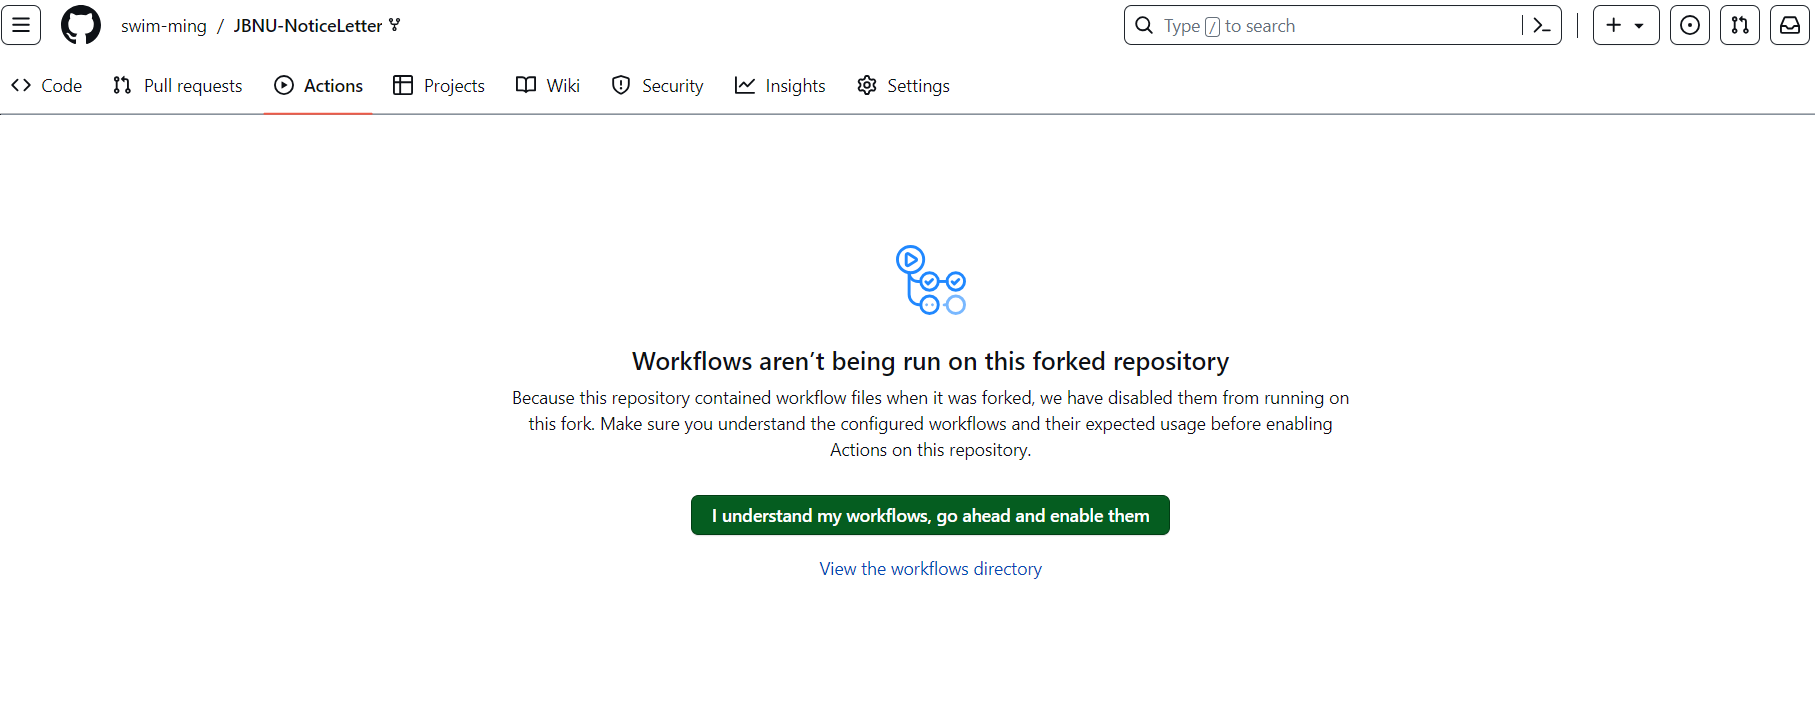 swim-ming / JBNU-NoticeLetter
Type / to search
Code Pull requests Actions Projects Wiki Security Insights Settings
Workflows aren’t being run on this forked repository
Because this repository contained workflow files when it was forked, we have disabled them from running on
this fork. Make sure you understand the configured workflows and their expected usage before enabling
Actions on this repository.
I understand my workflows, go ahead and enable them
View the workflows directory